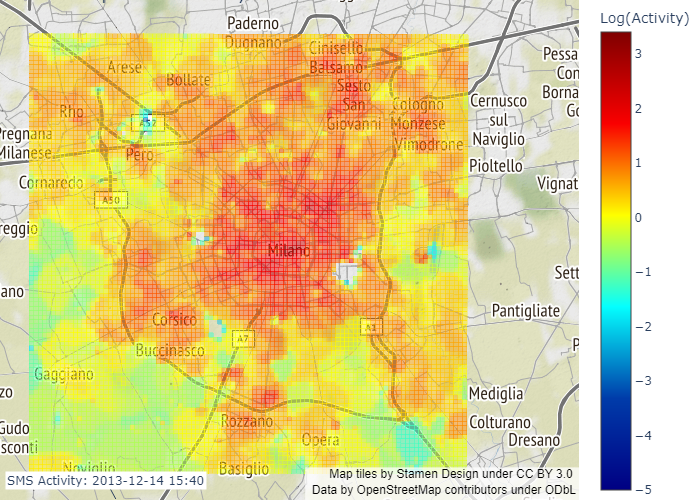 Log(Activity)
Paderno
Dugnano
Cinisello
Balsamo
Arese
Bollate
Sesto
San
Giovanni
Pessa
Con
Borna
Go
Rho
A52
Cologno
Monzese
Cernusco
sul
Naviglio
Pregnana
Milanese
Pero
Vimodrone
Pioltello
Cornaredo
Vignat
A50
reggio
Milano
Sett
ano
Corsico
Pantigliate
A7
A1
Buccinasco
P
Gaggiano
zo
Mediglia
Rozzano
Colturano
Gudo
sconti
Opera
Dresano
Noviglio
Basiglio
SMS Activity: 2013-12-14 15:40
Map tiles by Stamen Design under CC BY 3.0
Data by OpenStreetMap contributors under ODbL
3
2
1
0
−1
−2
−3
−4
−5